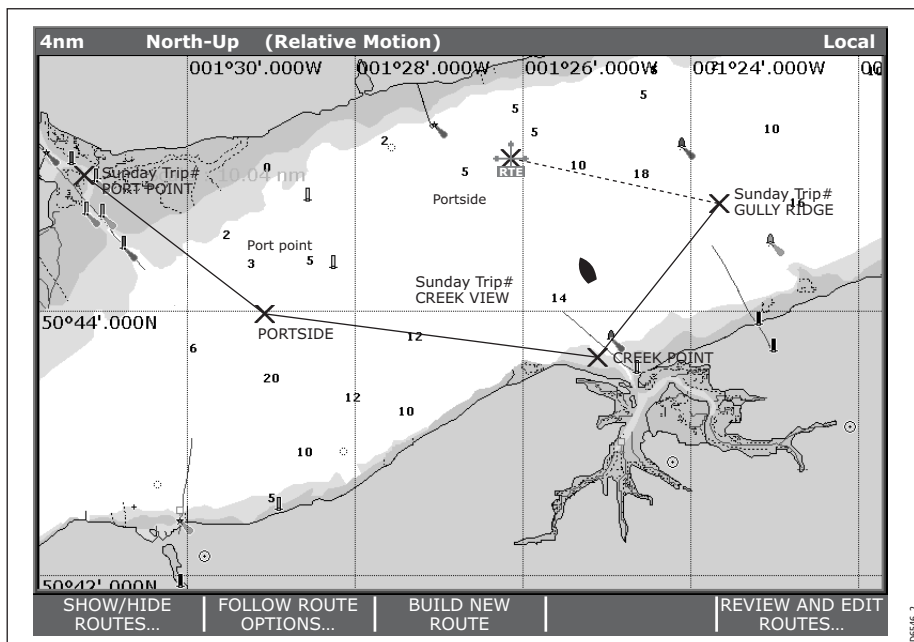 4nm North-Up (Relative Motion) Local
001°30'.000W 001°28'.000W 001°26'.000W 001°24'.000W 00
2
5
5
10
5
2
5
0
5
10
18
RTE
Sunday Trip#
PORT POINT
10.04 nm
Portside
Sunday Trip#
GULLY RIDGE
16
2
Port point
3
5
Sunday Trip#
CREEK VIEW
14
50°44'.000N
PORTSIDE
12
6
CREEK POINT
20
12
10
10
5
50°42'.000N
SHOW/HIDE
ROUTES...
FOLLOW ROUTE
OPTIONS...
BUILD NEW
ROUTE
REVIEW AND EDIT
ROUTES...